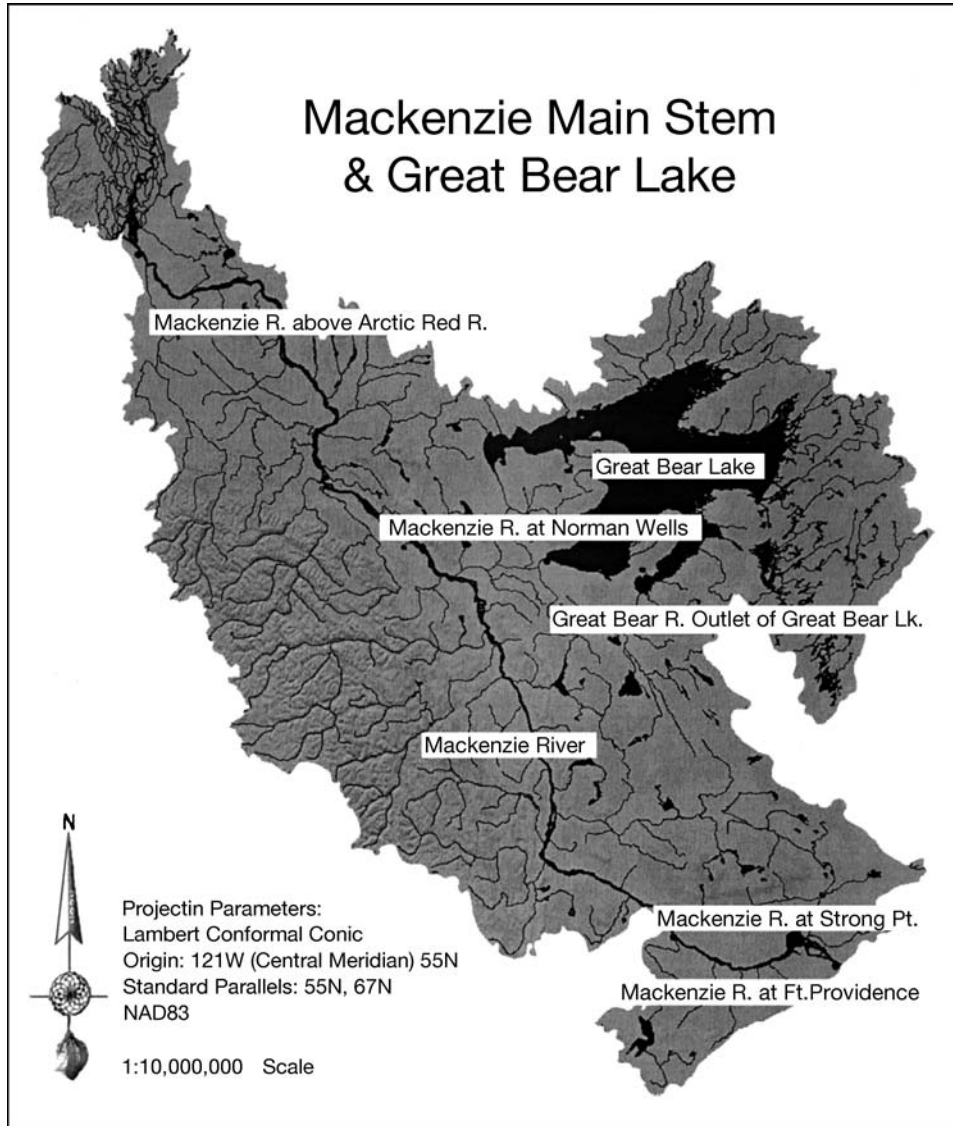 Mackenzie Main Stem
& Great Bear Lake
Mackenzie R. above Arctic Red R.
Great Bear Lake
Mackenzie R. at Norman Wells
Great Bear R. Outlet of Great Bear Lk.
Mackenzie River
Mackenzie R. at Strong Pt.
Mackenzie R. at Ft.Providence
N
Projectin Parameters:
Lambert Conformal Conic
Origin: 121W (Central Meridian) 55N
Standard Parallels: 55N, 67N
NAD83
1:10,000,000 Scale